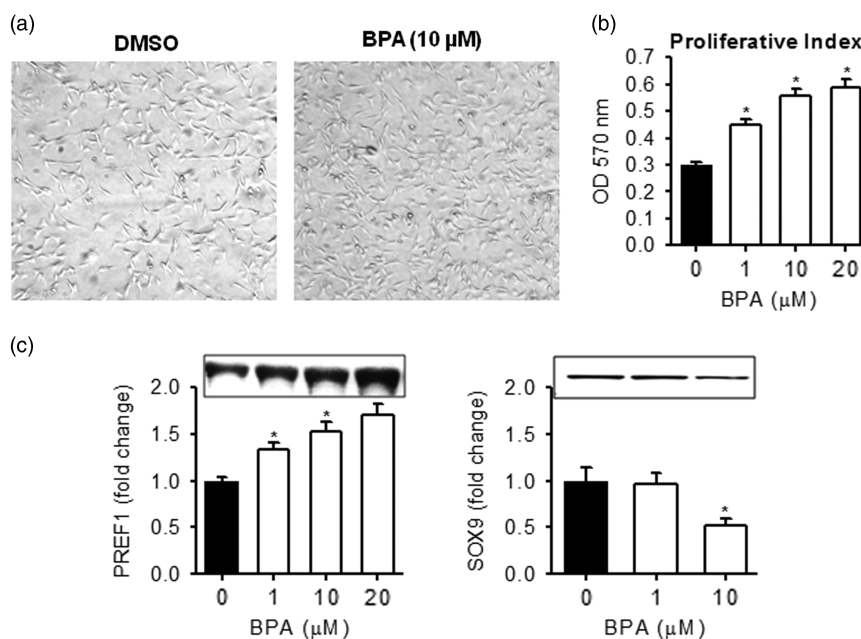 (a)
DMSO
BPA (10 µM)
(b)
Proliferative Index
OD 570 nm
0.7
0.6
0.5
0.4
0.3
0.2
0.1
0.0
* * *
0 1 10 20
BPA (µM)
(c)
PREF1 (fold change)
2.0
1.5
1.0
0.5
0.0
* *
0 1 10 20
BPA (µM)
SOX9 (fold change)
2.0
1.5
1.0
0.5
0.0
*
0 1 10
BPA (µM)